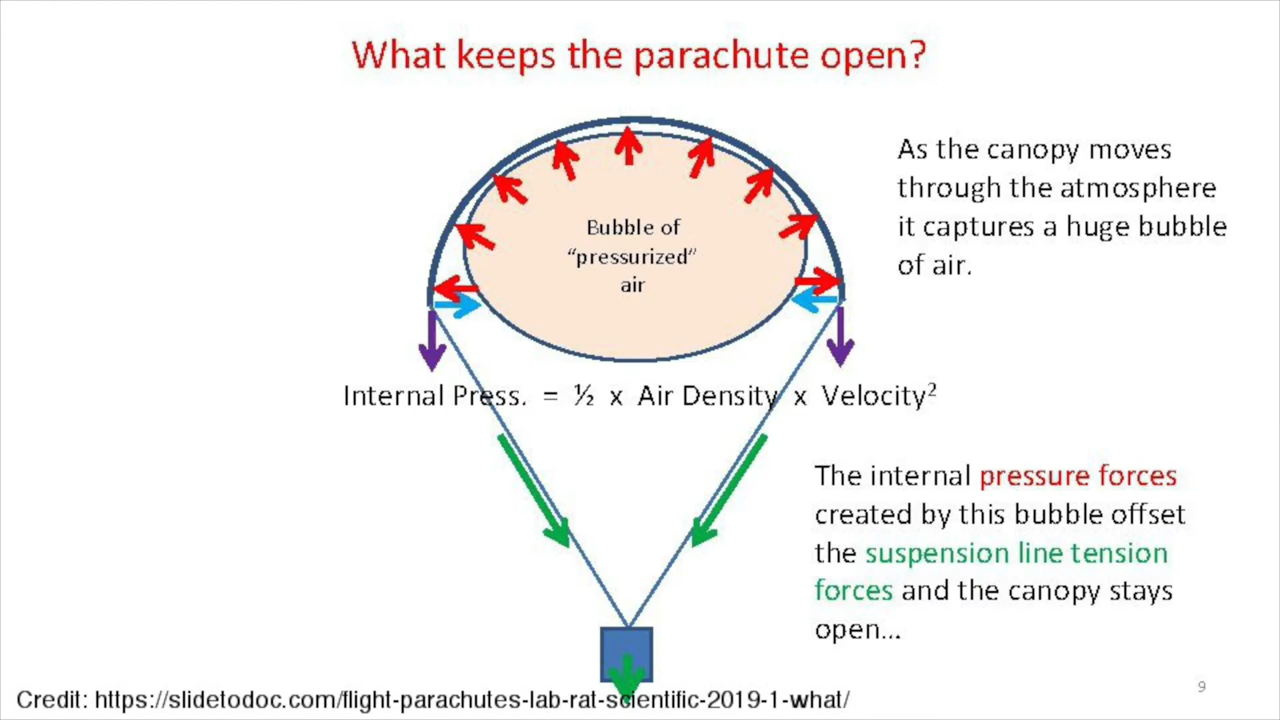 What keeps the parachute open?
As the canopy moves
through the atmosphere
it captures a huge bubble
of air.
Bubble of
“pressurized”
air
Internal Press. = ½ x Air Density x Velocity²
The internal pressure forces
created by this bubble offset
the suspension line tension
forces and the canopy stays
open...
9
Credit: https://slidetodoc.com/flight-parachutes-lab-rat-scientific-2019-1-what/